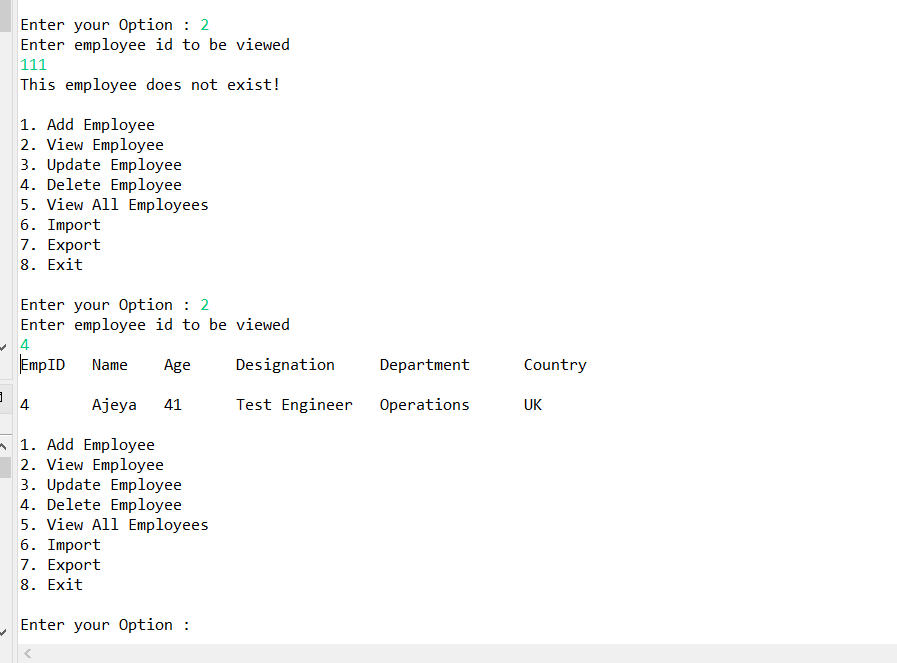 Enter your Option : 2
Enter employee id to be viewed
111
This employee does not exist!
1. Add Employee
2. View Employee
3. Update Employee
4. Delete Employee
5. View All Employees
6. Import
7. Export
8. Exit
Enter your Option : 2
Enter employee id to be viewed
4
EmpID Name Age Designation Department Country
4 Ajeya 41 Test Engineer Operations UK
1. Add Employee
2. View Employee
3. Update Employee
4. Delete Employee
5. View All Employees
6. Import
7. Export
8. Exit
Enter your Option :